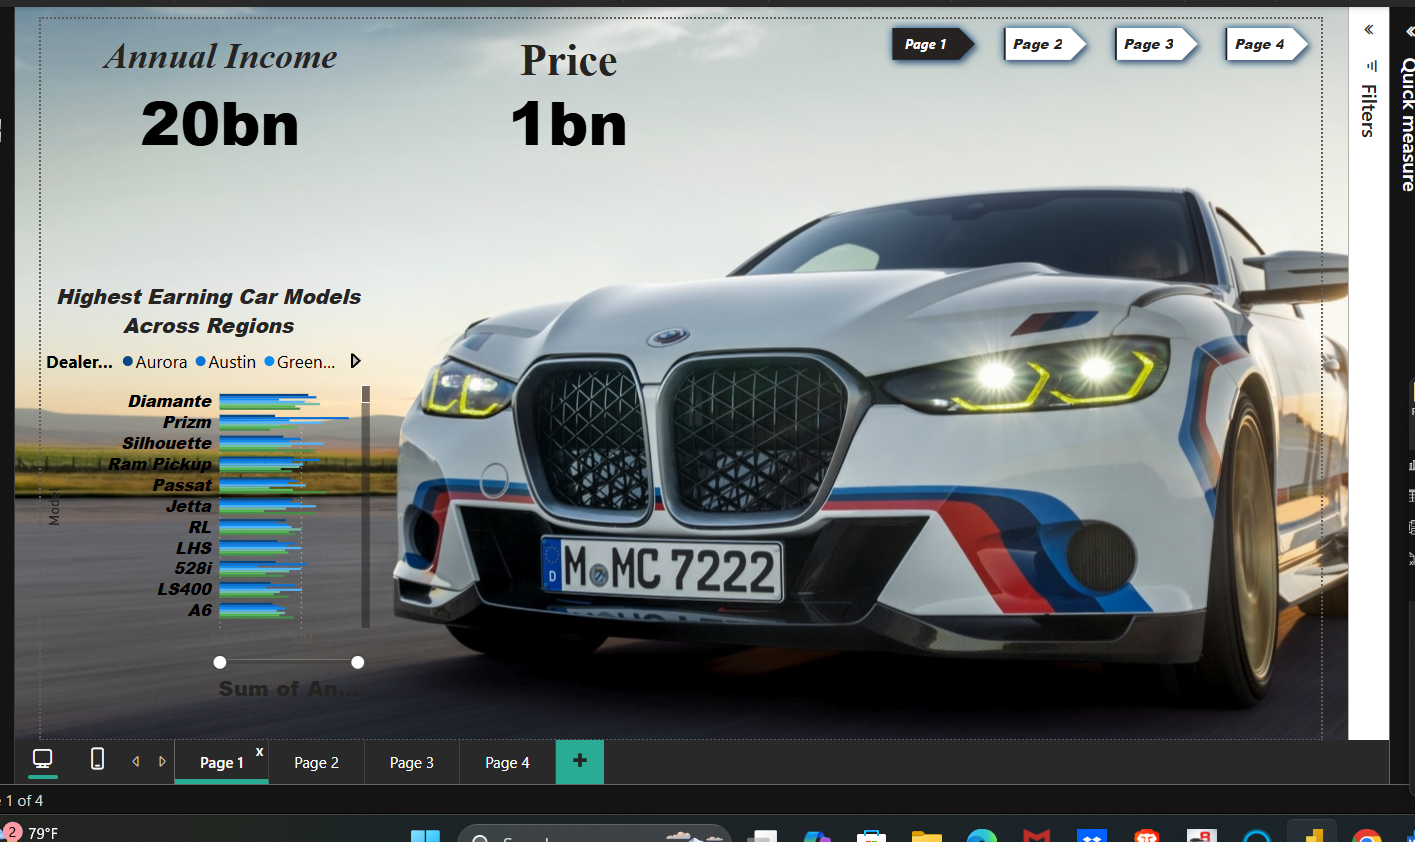 Annual Income
20bn
Price
1bn
Page 1
Page 2
Page 3
Page 4
Filters
Quick measure
Highest Earning Car Models
Across Regions
Dealer... Aurora Austin Green...
Diamante
Prizm
Silhouette
Ram Pickup
Passat
Jetta
RL
LHS
528i
LS400
A6
Model
Sum of An...
D M MC 7222
Page 1 x
Page 2
Page 3
Page 4
+
1 of 4
2 79°F